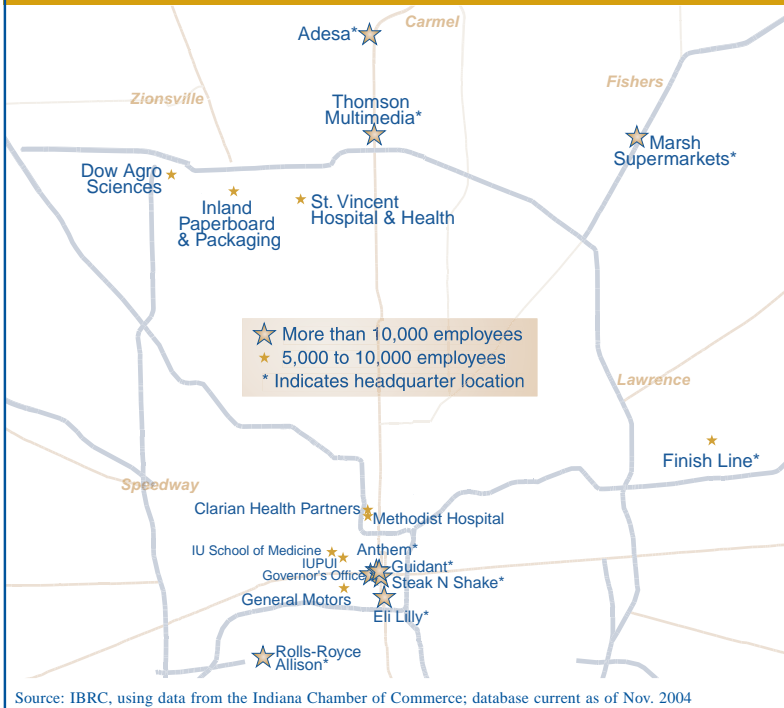 Carmel
Adesa*
Fishers
Zionsville
Thomson
Multimedia*
Marsh
Supermarkets*
Dow Agro
Sciences
Inland
Paperboard
& Packaging
St. Vincent
Hospital & Health
More than 10,000 employees
5,000 to 10,000 employees
* Indicates headquarter location
Lawrence
Finish Line*
Speedway
Clarian Health Partners
Methodist Hospital
IU School of Medicine
Anthem*
IUPUI
Guidant*
Governor's Office
Steak N Shake*
General Motors
Eli Lilly*
Rolls-Royce
Allison*
Source: IBRC, using data from the Indiana Chamber of Commerce; database current as of Nov. 2004